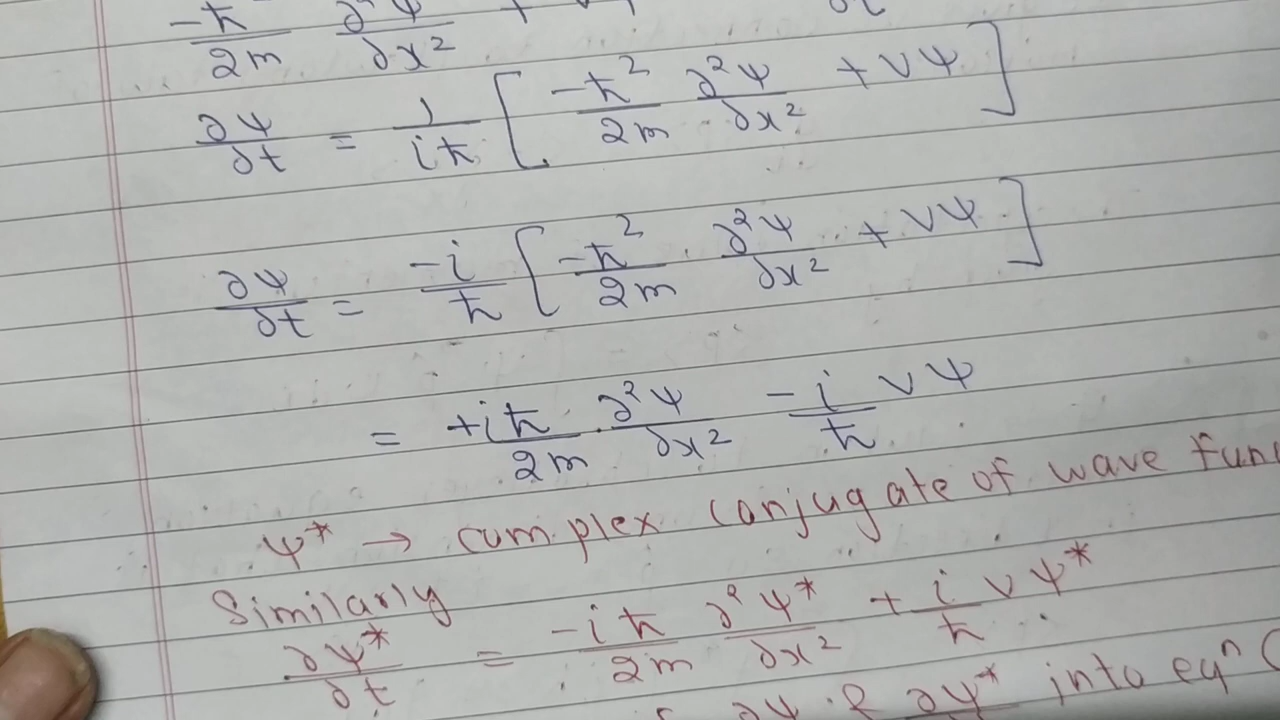 -ħ/2m ∂²Ψ/∂x² +
∂Ψ/∂t = 1/iħ [ -ħ²/2m ∂²Ψ/∂x² + VΨ ]
∂Ψ/∂t = -i/ħ [ -ħ²/2m ∂²Ψ/∂x² + VΨ ]
= +iħ/2m ∂²Ψ/∂x² -i/ħ VΨ
Ψ* → complex conjugate of wave fun
Similarly
∂Ψ*/∂t = -iħ/2m ∂²Ψ*/∂x² + i/ħ VΨ*
∂Ψ & ∂Ψ* into eqⁿ (